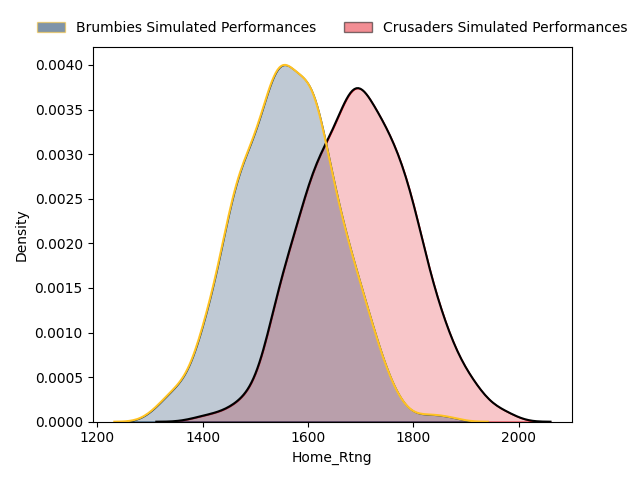 Brumbies Simulated Performances Crusaders Simulated Performances
0.0040
0.0035
0.0030
0.0025
0.0020
0.0015
0.0010
0.0005
0.0000
Density
1200 1400 1600 1800 2000
Home_Rtng